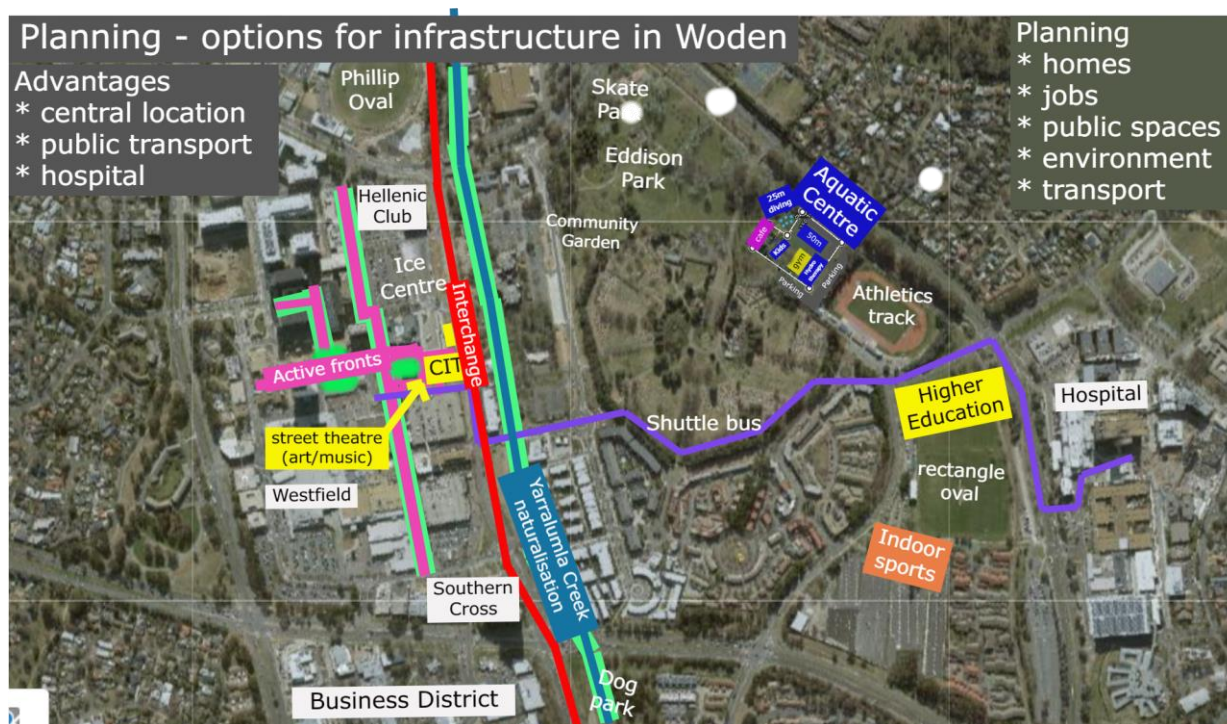 Planning - options for infrastructure in Woden
Advantages
* central location
* public transport
* hospital
Planning
* homes
* jobs
* public spaces
* environment
* transport
Phillip
Oval
Skate
Park
Eddison
Park
Hellenic
Club
Community
Garden
Ice
Centre
Interchange
Aquatic
Centre
25m
diving
cafe
Kids
50m
gym
Hydro
therapy
Parking
Parking
Athletics
track
Active fronts
CIT
street theatre
(art/music)
Shuttle bus
Higher
Education
Hospital
Westfield
rectangle
oval
Yarralumla Creek
naturalisation
Indoor
sports
Southern
Cross
Dog
park
Business District